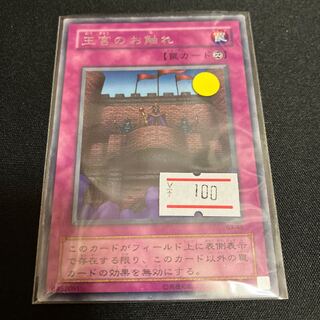 王宮のお触れ
【罠カード∞】
¥ 100
このカードがフィールド上に表側表示
で存在する限り、このカード以外の罠
カードの効果を無効にする。